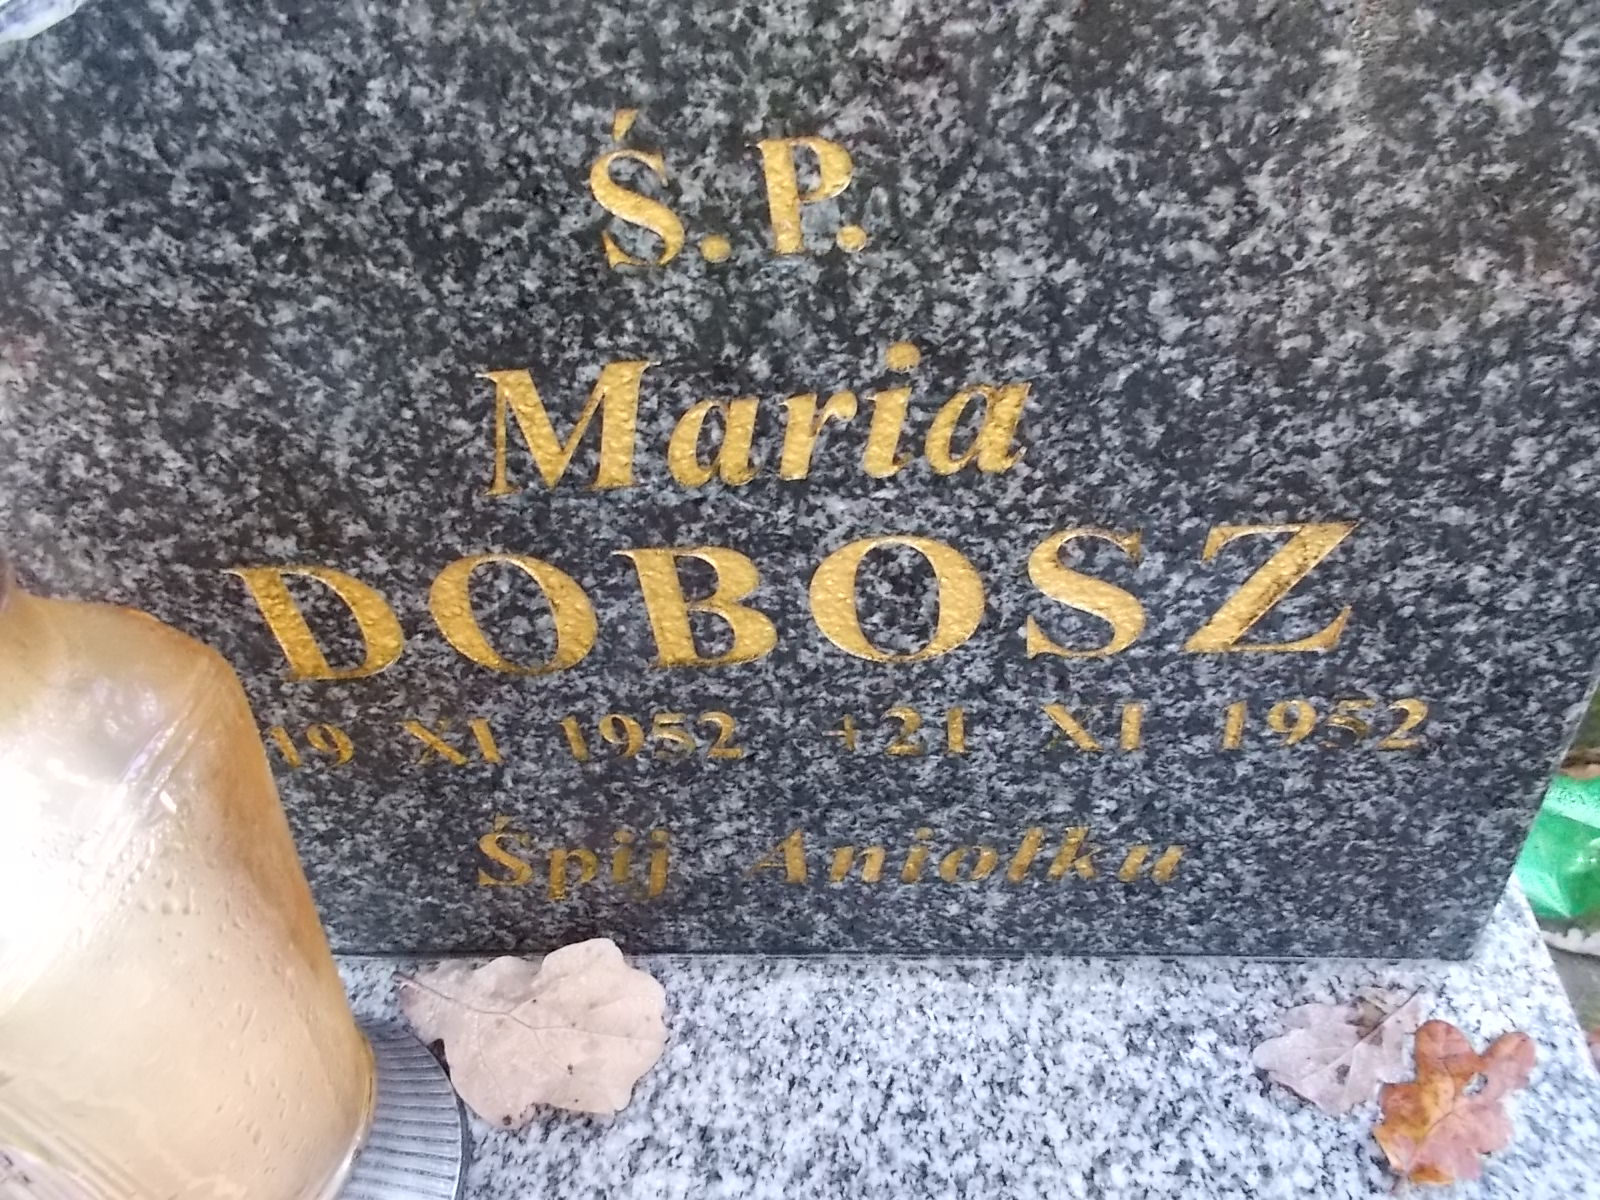 Ś.P.
Maria
DOBOSZ
19 XI 1952 +21 XI 1952
Śpij Aniołku